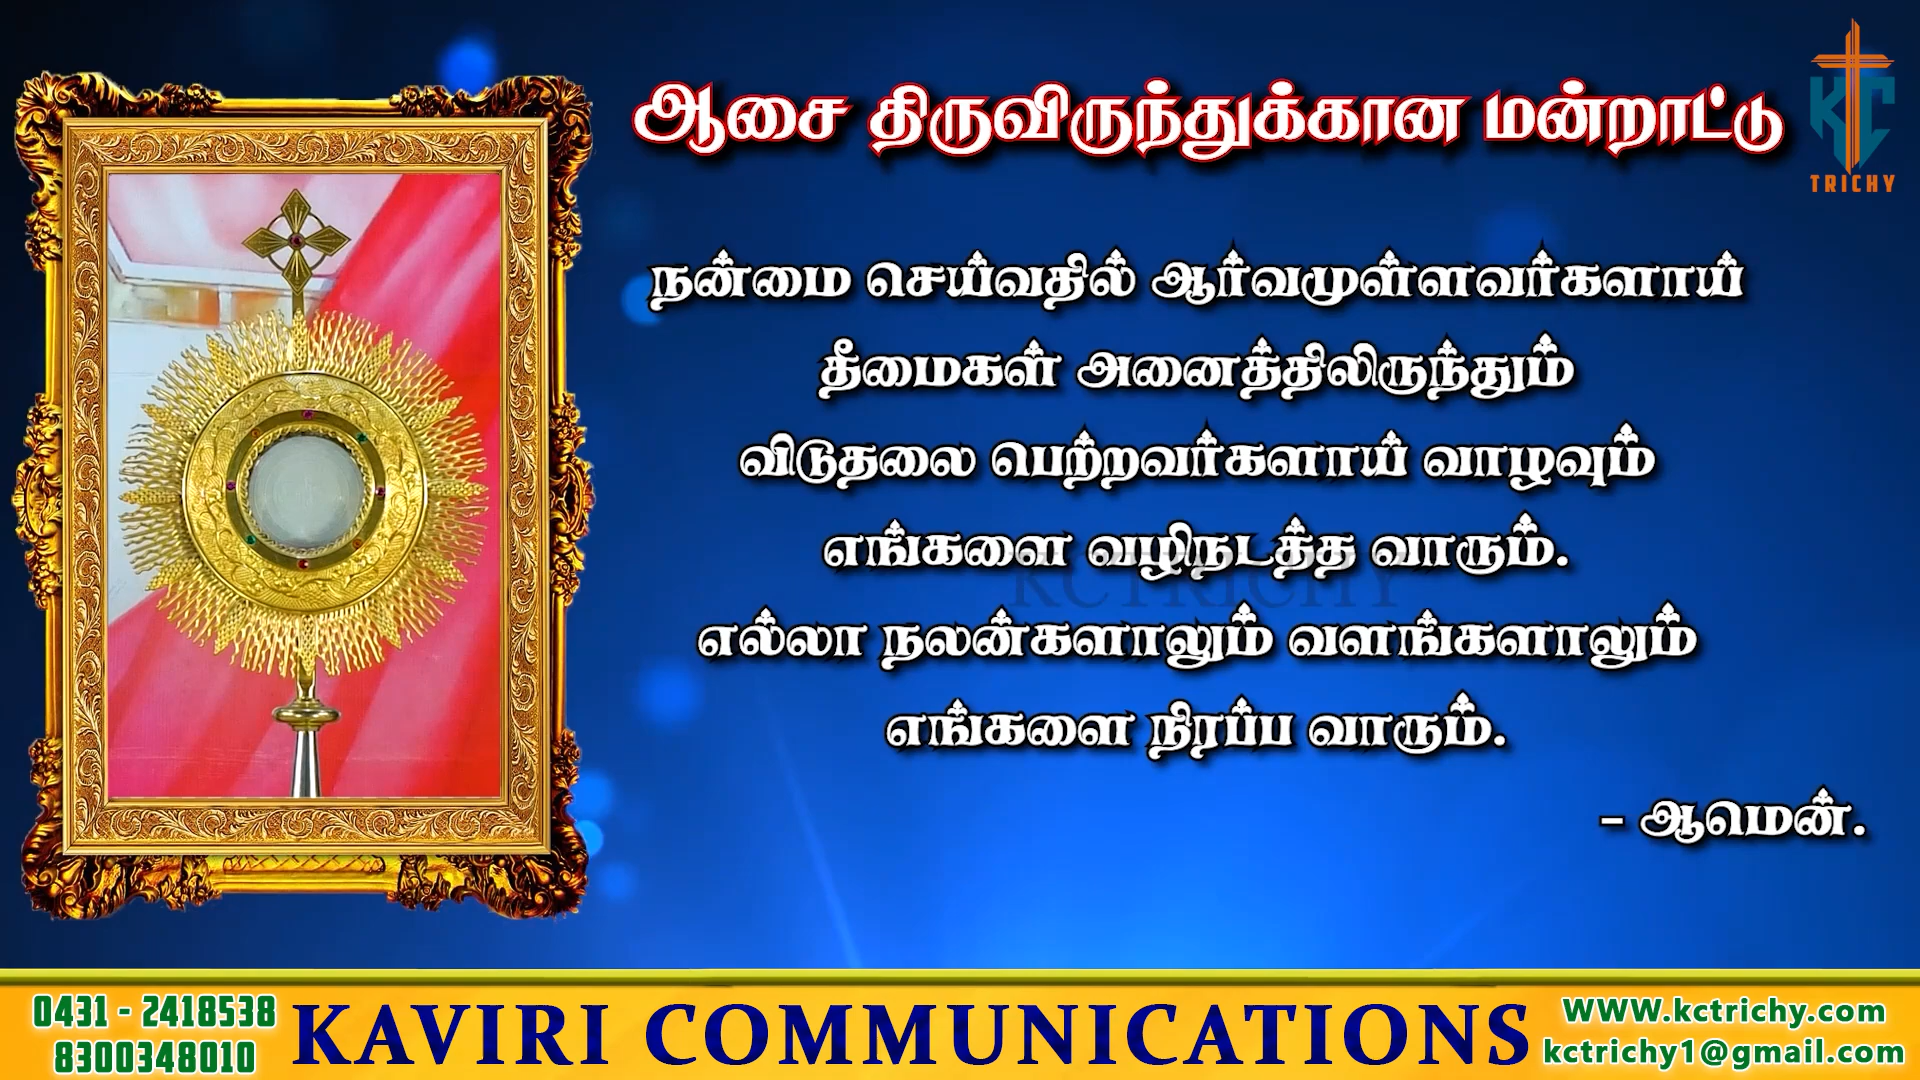 ஆசை திருவிருந்துக்கான மன்றாட்டு
KC
TRICHY
நன்மை செய்வதில் ஆர்வமுள்ளவர்களாய்
தீமைகள் அனைத்திலிருந்தும்
விடுதலை பெற்றவர்களாய் வாழவும்
எங்களை வழிநடத்த வாரும்.
KCTRICHY
எல்லா நலன்களாலும் வளங்களாலும்
எங்களை நிரப்ப வாரும்.
- ஆமென்.
0431 - 2418538
8300348010
KAVIRI COMMUNICATIONS
www.kctrichy.com
kctrichy1@gmail.com